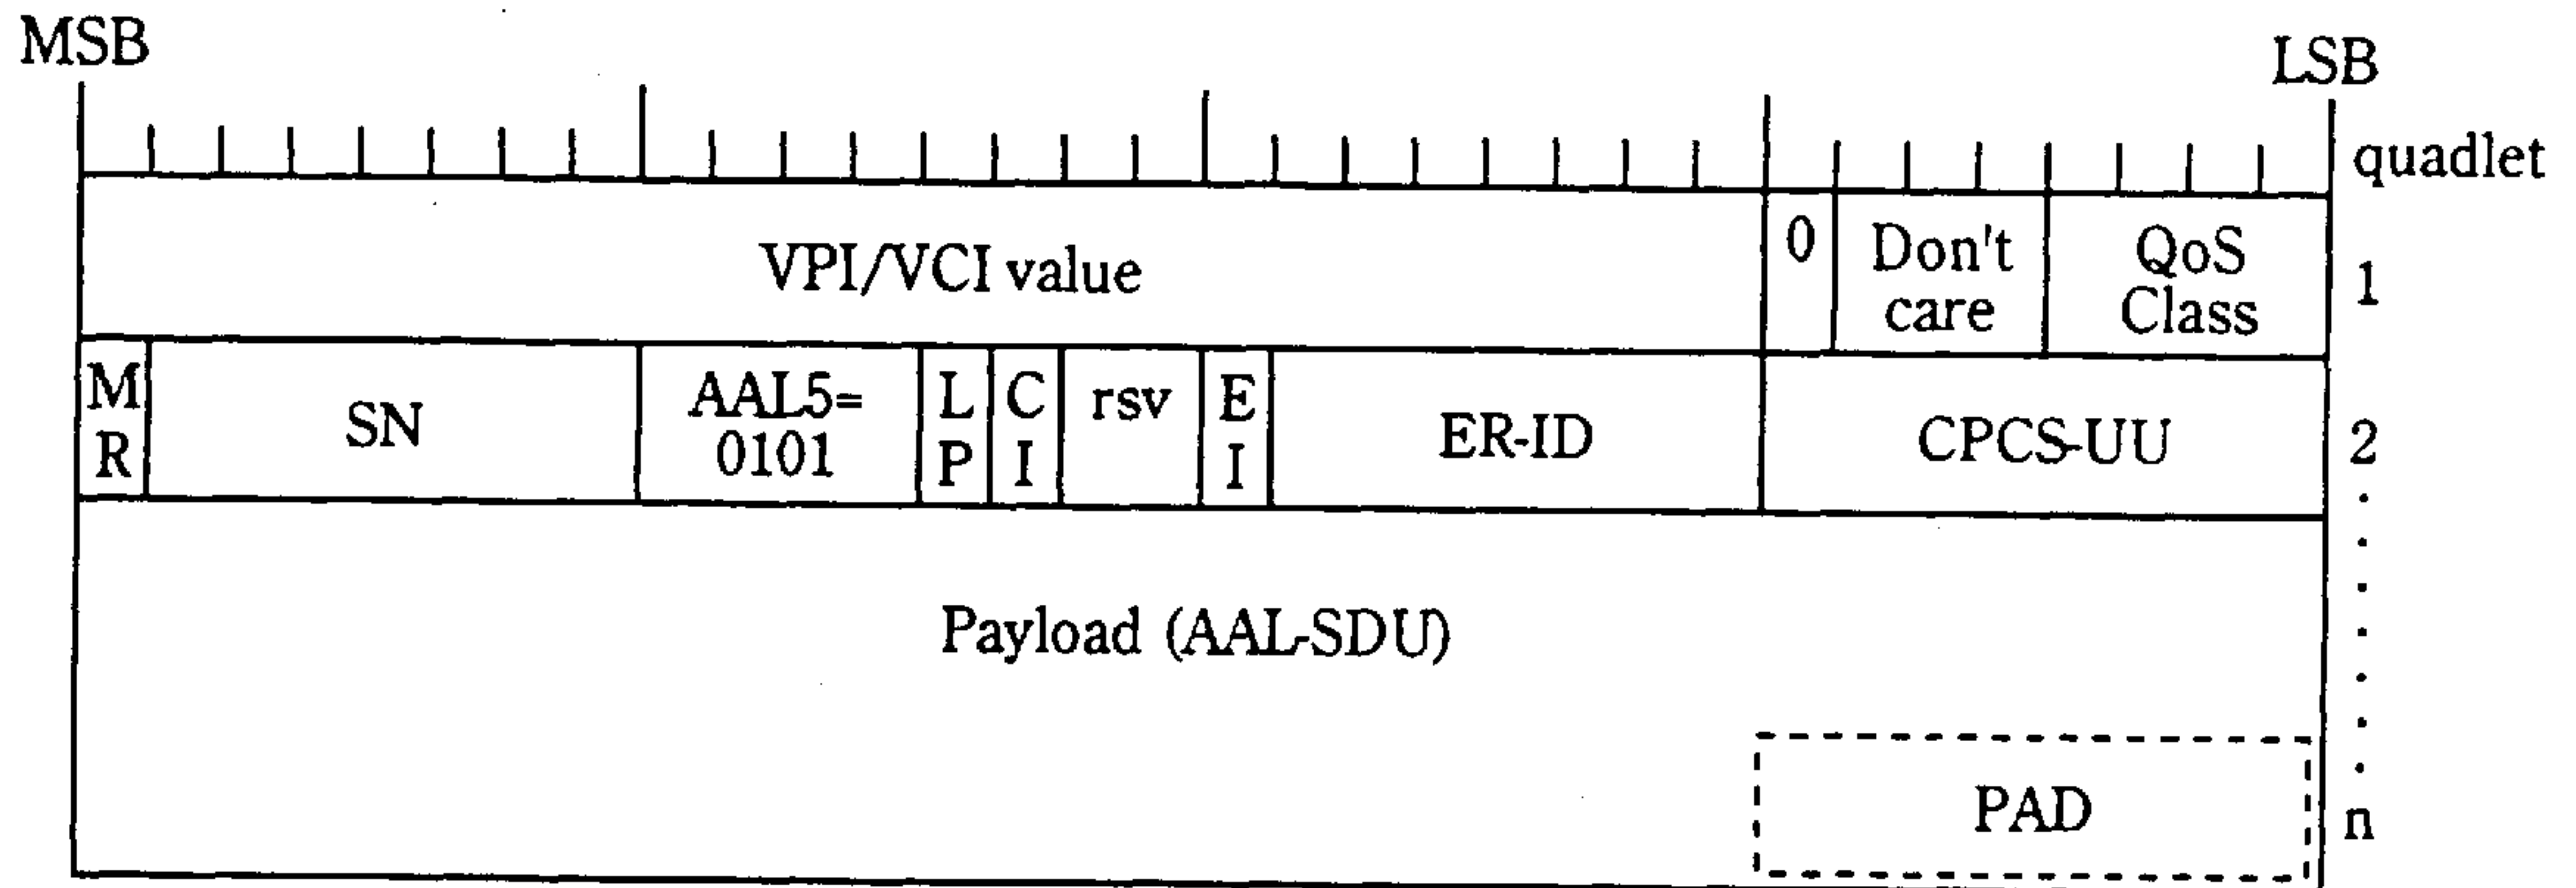 MSB
LSB
quadlet
VPI/VCI value
0
Don't
care
QoS
Class
1
M
R
SN
AAL5=
0101
L
P
C
I
rsv
E
I
ER-ID
CPCS-UU
2
Payload (AAL-SDU)
PAD
n